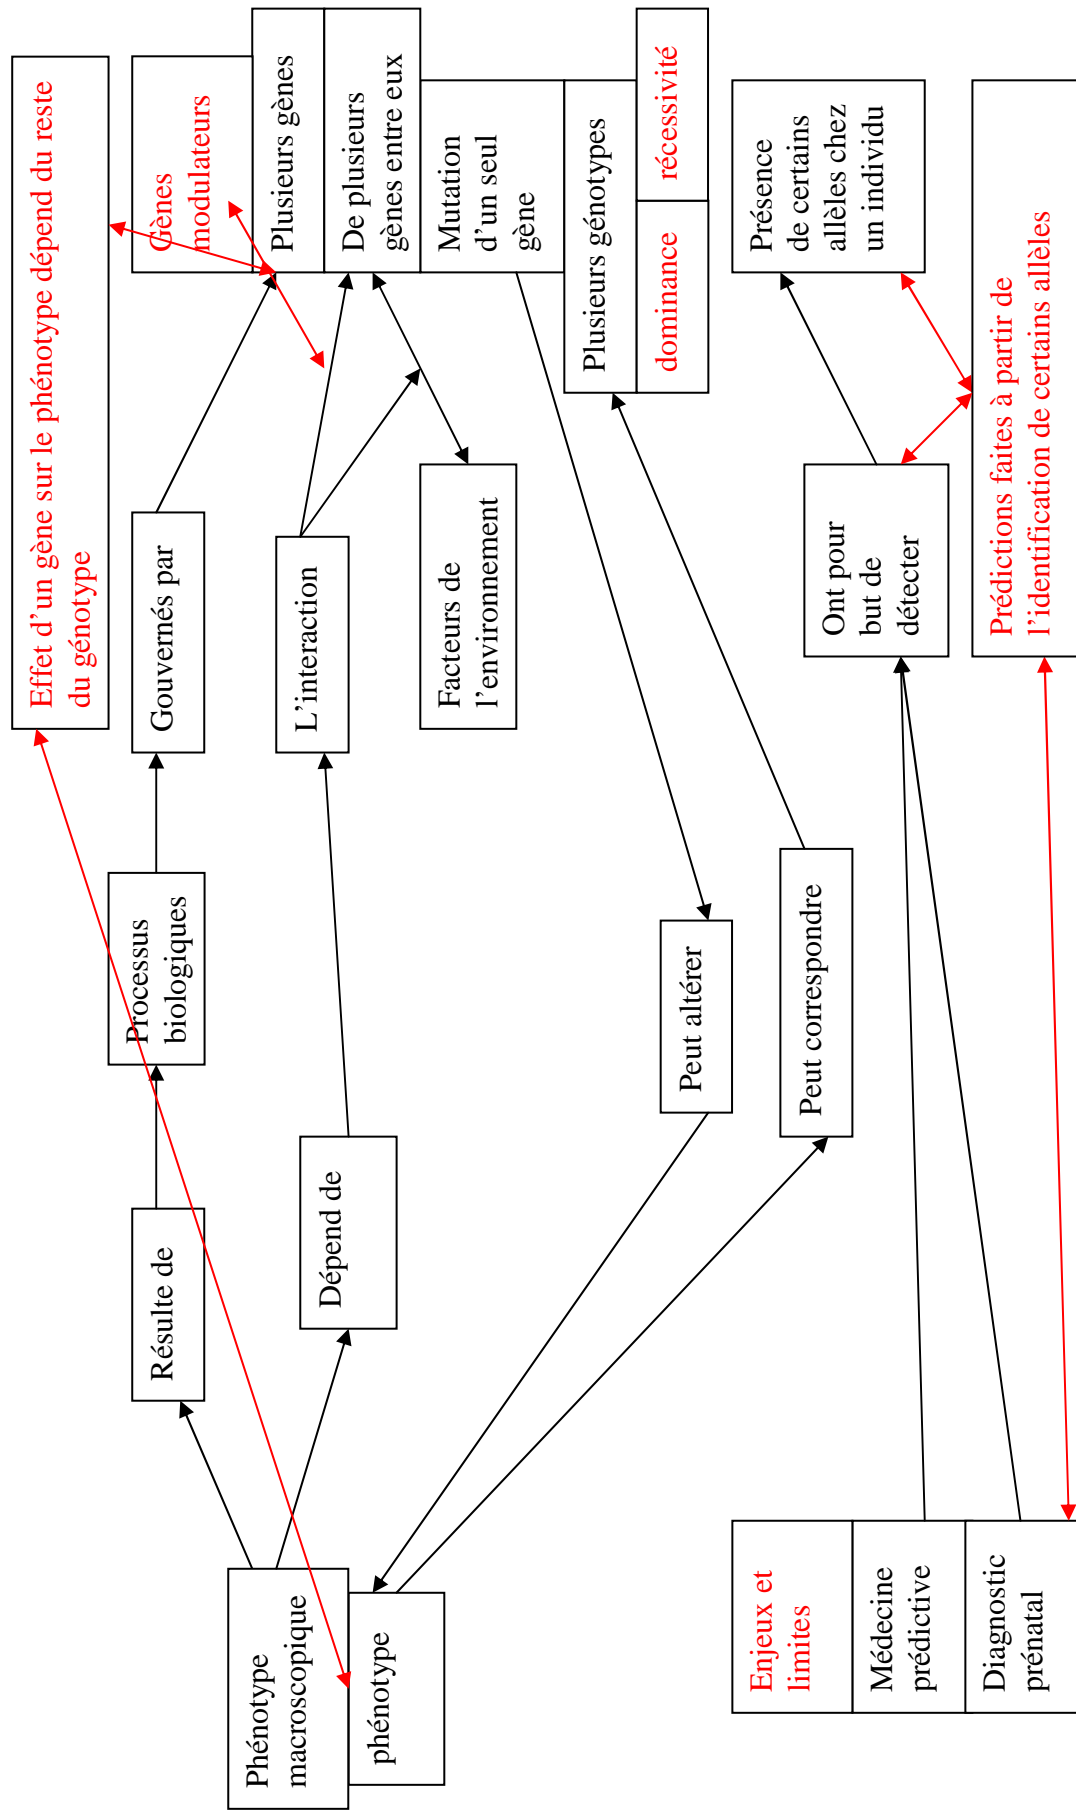 Effet d'un gène sur le phénotype dépend du reste
du génotype
Résulte de
Processus
biologiques
Gouvernés par
Gènes
modulateurs
Phénotype
macroscopique
Plusieurs gènes
Dépend de
L'interaction
De plusieurs
gènes entre eux
phénotype
Facteurs de
l'environnement
Mutation
d'un seul
gène
Plusieurs génotypes
Peut altérer
dominance
récessivité
Peut correspondre
Enjeux et
limites
Présence
de certains
allèles chez
un individu
Médecine
prédictive
Ont pour
but de
détecter
Diagnostic
prénatal
Prédictions faites à partir de
l'identification de certains allèles